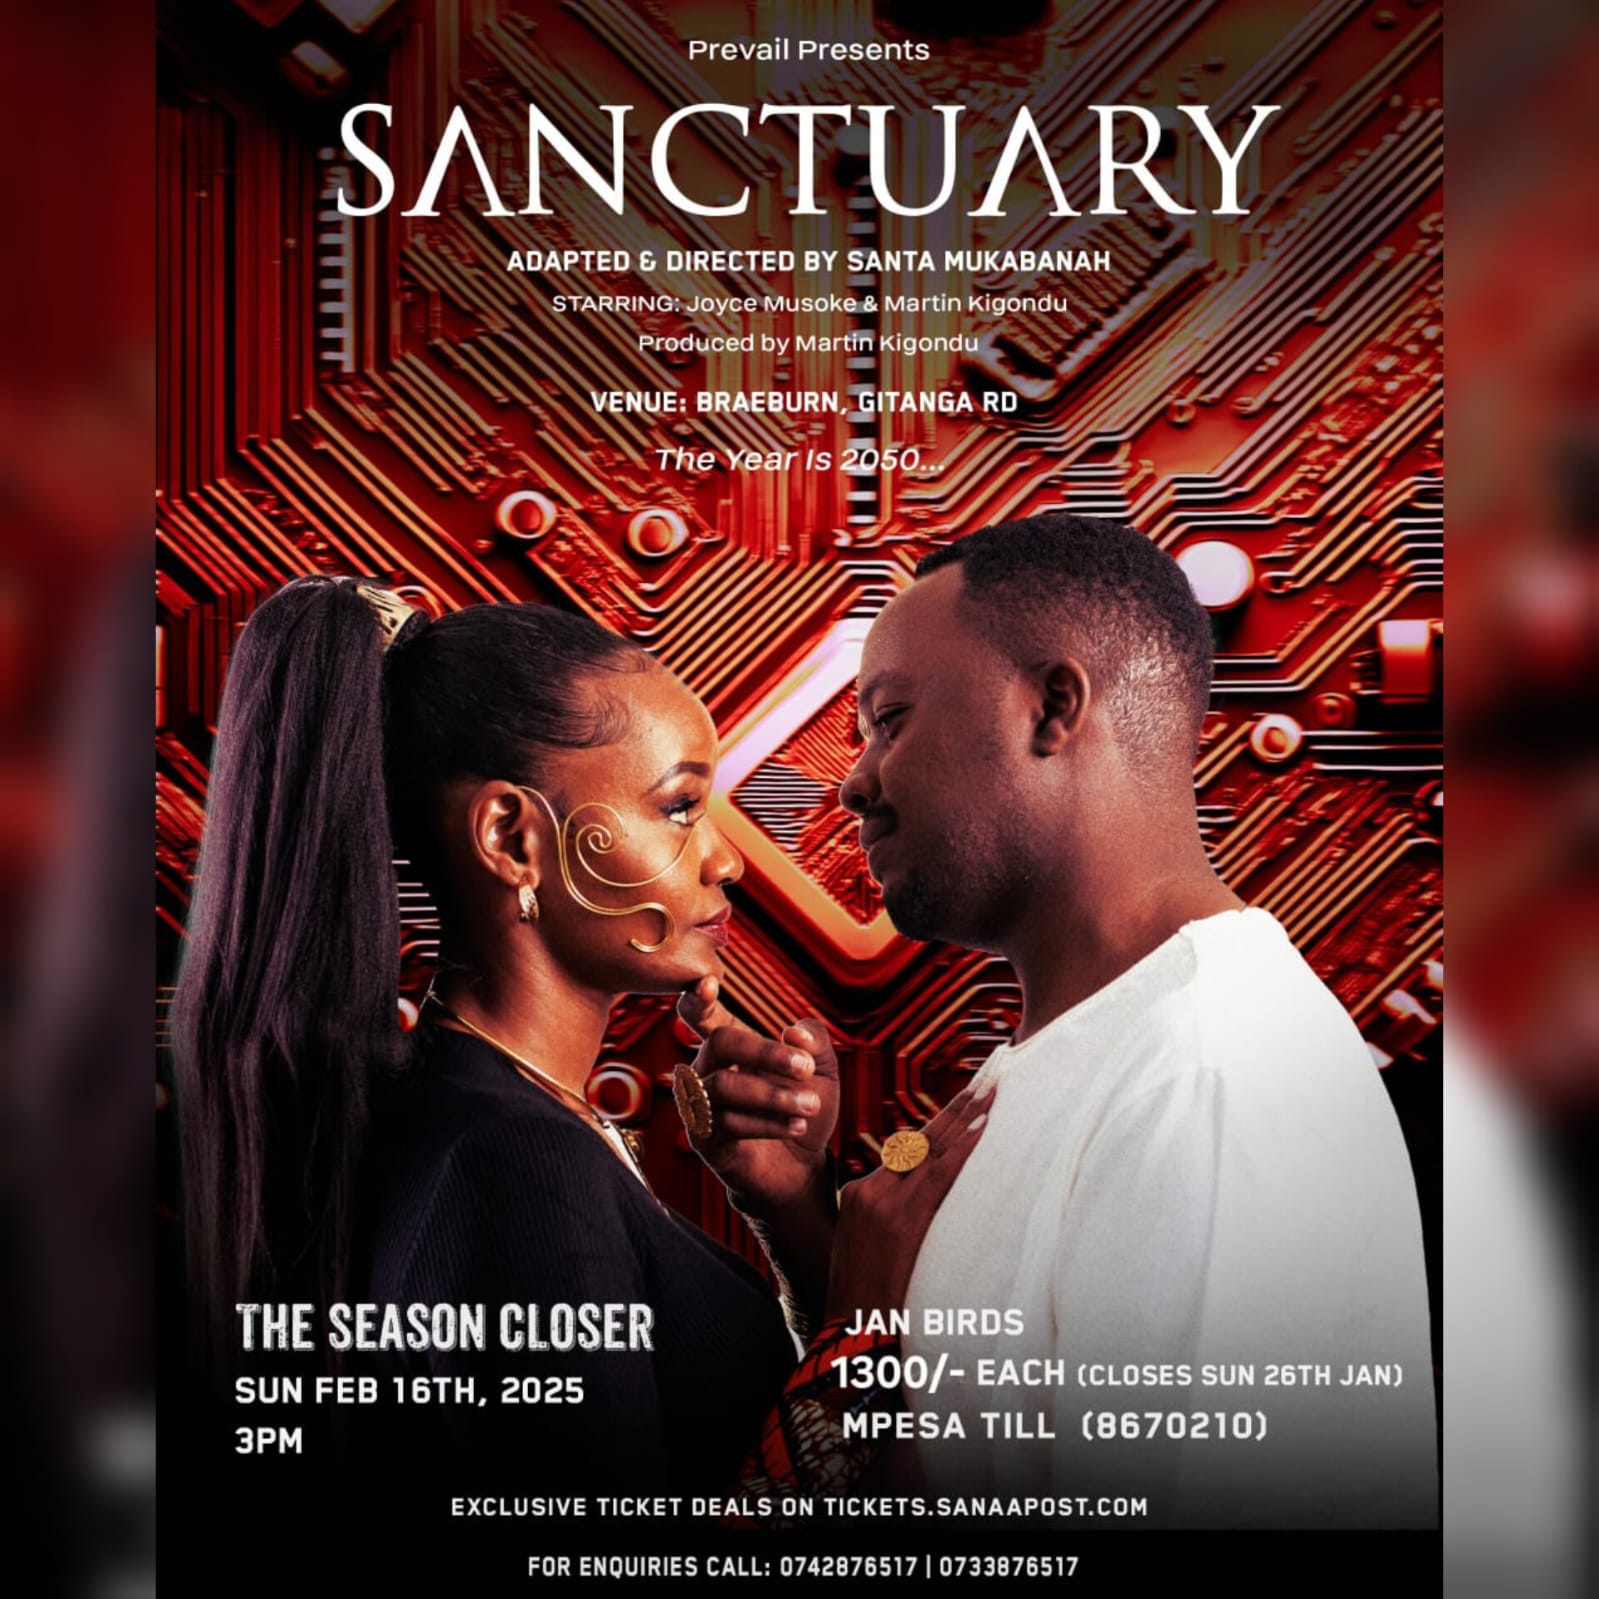 Prevail Presents
SANCTUARY
ADAPTED & DIRECTED BY SANTA MUKABANAH
STARRING: Joyce Musoke & Martin Kigondu
Produced by Martin Kigondu
VENUE: BRAEBURN, GITANGA RD
The Year Is 2050...
THE SEASON CLOSER
SUN FEB 16TH, 2025
3PM
JAN BIRDS
1300/- EACH (CLOSES SUN 26TH JAN)
MPESA TILL (8670210)
EXCLUSIVE TICKET DEALS ON TICKETS.SANAAPOST.COM
FOR ENQUIRIES CALL: 0742876517 | 0733876517